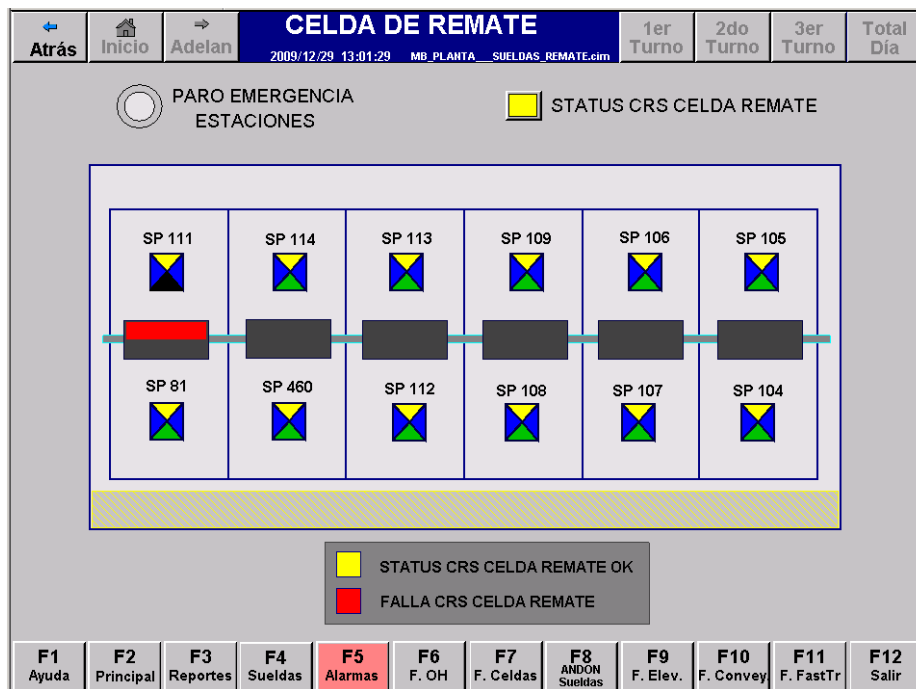 Atrás
Inicio
Adelan
CELDA DE REMATE
2009/12/29 13:01:29 MB_PLANTA___SUELDAS_REMATE.cim
1er
Turno
2do
Turno
3er
Turno
Total
Día
PARO EMERGENCIA
ESTACIONES
STATUS CRS CELDA REMATE
SP 111
SP 114
SP 113
SP 109
SP 106
SP 105
SP 81
SP 460
SP 112
SP 108
SP 107
SP 104
STATUS CRS CELDA REMATE OK
FALLA CRS CELDA REMATE
F1
Ayuda
F2
Principal
F3
Reportes
F4
Sueldas
F5
Alarmas
F6
F. OH
F7
F. Celdas
F8
ANDON
Sueldas
F9
F. Elev.
F10
F. Convey.
F11
F. FastTr
F12
Salir